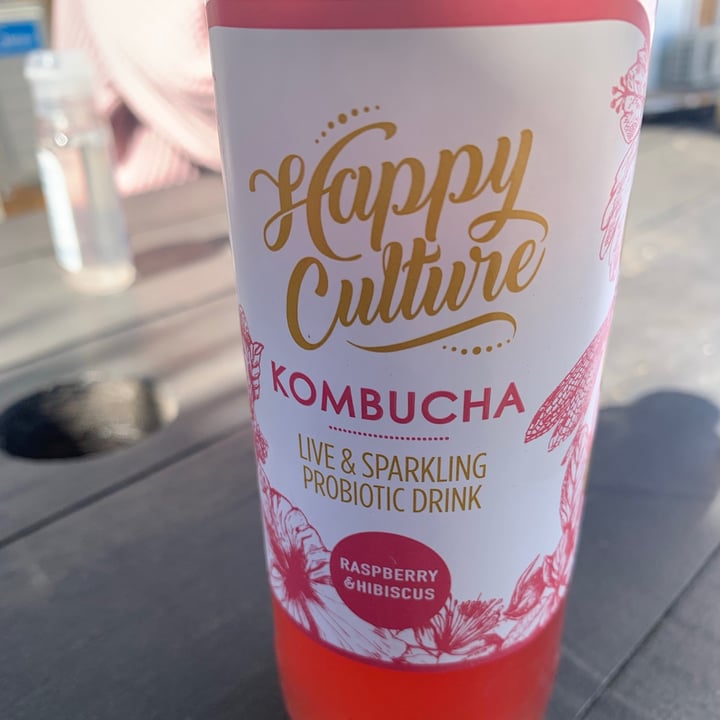 Happy
Culture
KOMBUCHA
LIVE & SPARKLING
PROBIOTIC DRINK
RASPBERRY
&HIBISCUS